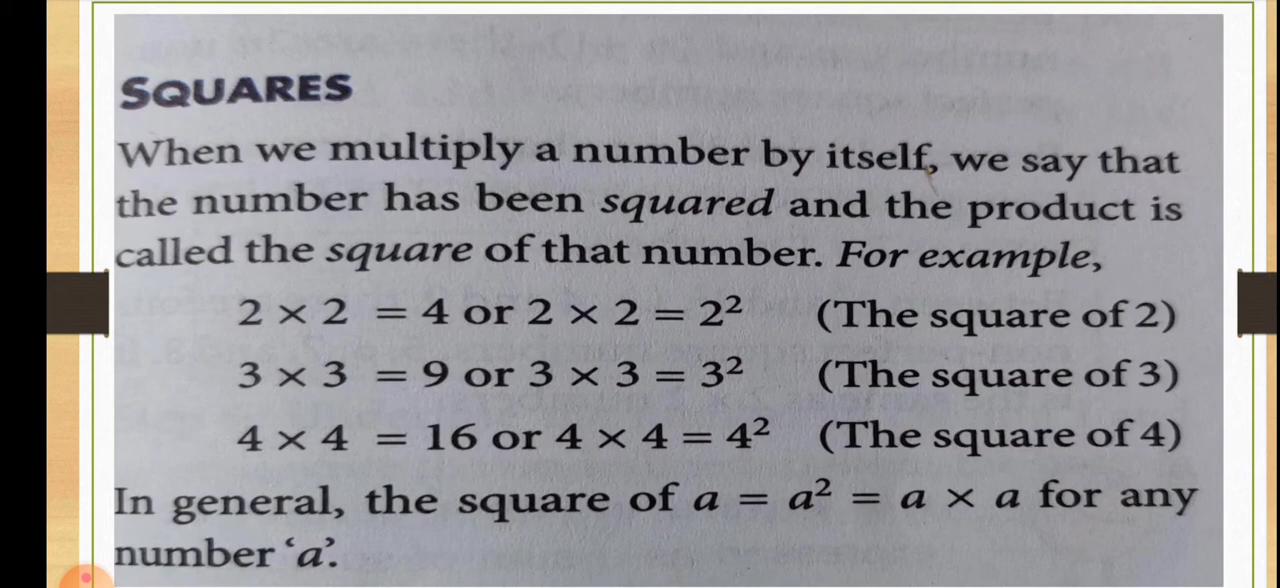 SQUARES
When we multiply a number by itself, we say that
the number has been squared and the product is
called the square of that number. For example,
2 × 2 = 4 or 2 × 2 = 2² (The square of 2)
3 × 3 = 9 or 3 × 3 = 3² (The square of 3)
4 × 4 = 16 or 4 × 4 = 4² (The square of 4)
In general, the square of a = a² = a × a for any
number ‘a’.